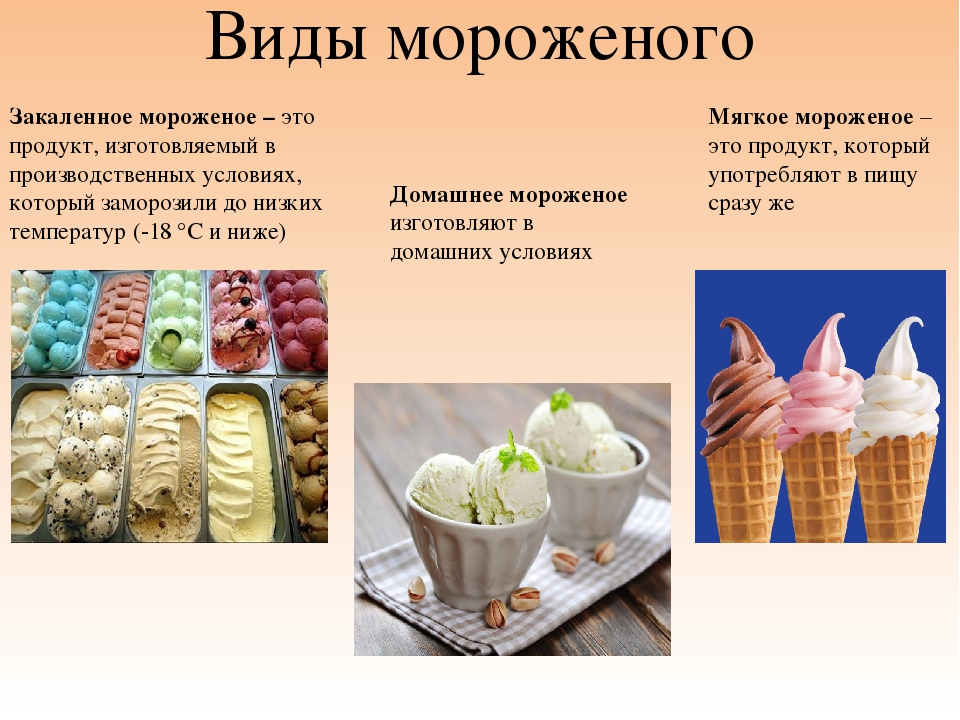 Виды мороженого
Закаленное мороженое – это
продукт, изготовляемый в
производственных условиях,
который заморозили до низких
температур (-18 °С и ниже)
Домашнее мороженое
изготовляют в
домашних условиях
Мягкое мороженое –
это продукт, который
употребляют в пищу
сразу же